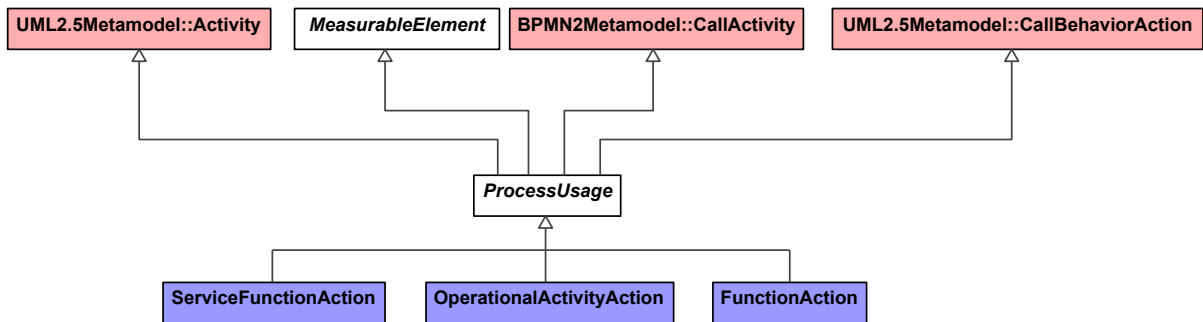 UML2.5Metamodel::Activity
MeasurableElement
BPMN2Metamodel::CallActivity
UML2.5Metamodel::CallBehaviorAction
ProcessUsage
ServiceFunctionAction
OperationalActivityAction
FunctionAction